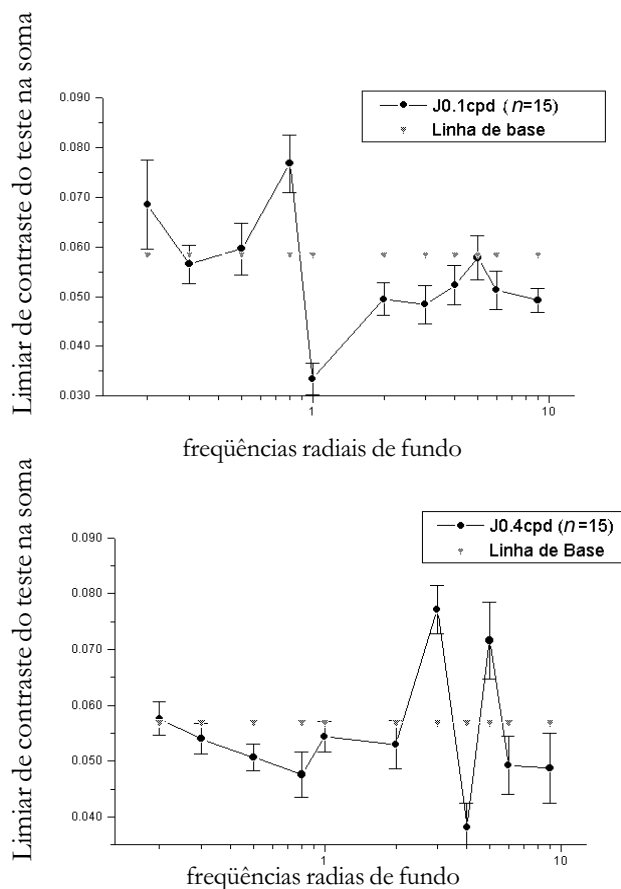 Limiar de contraste do teste na soma
0.090
0.080
0.070
0.060
0.050
0.040
0.030
1
10
J0.1cpd (n=15)
Linha de base
freqüências radiais de fundo
Limiar de contraste do teste na soma
0.090
0.080
0.070
0.060
0.050
0.040
1
10
J0.4cpd (n=15)
Linha de Base
freqüências radias de fundo